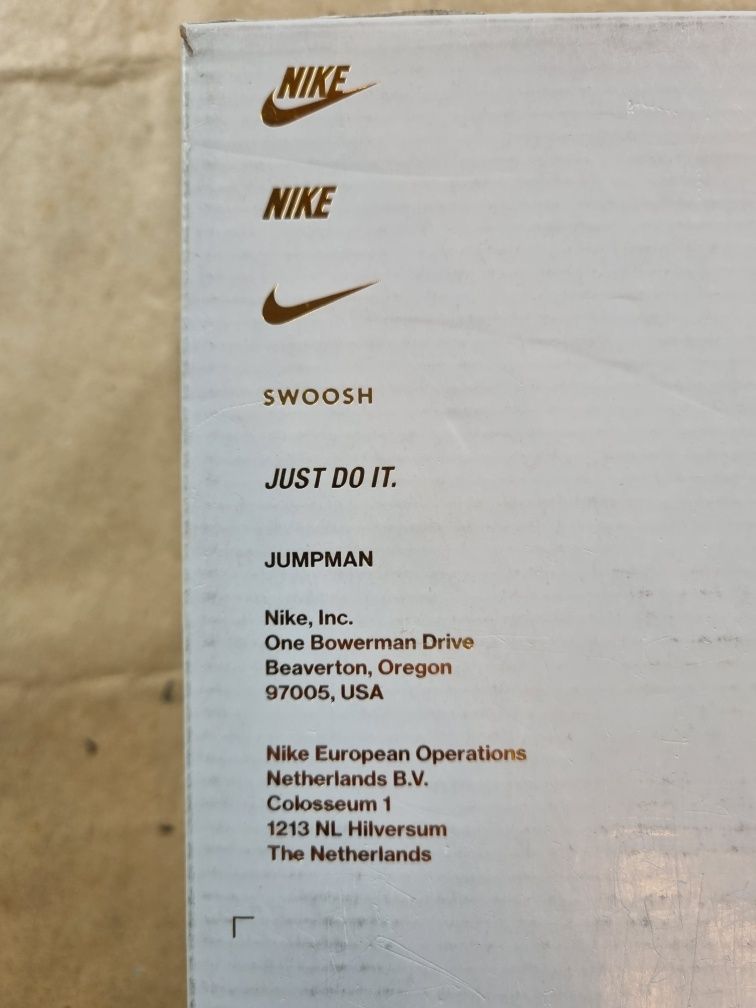 NIKE
NIKE
SWOOSH
JUST DO IT.
JUMPMAN
Nike, Inc.
One Bowerman Drive
Beaverton, Oregon
97005, USA
Nike European Operations
Netherlands B.V.
Colosseum 1
1213 NL Hilversum
The Netherlands